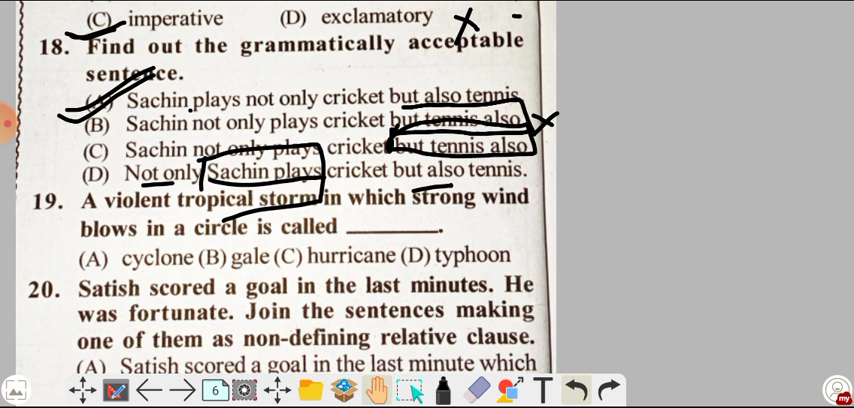 (C) imperative (D) exclamatory
18. Find out the grammatically acceptable
sentence.
(A) Sachin plays not only cricket but also tennis.
(B) Sachin not only plays cricket but tennis also.
(C) Sachin not only plays cricket but tennis also.
(D) Not only Sachin plays cricket but also tennis.
19. A violent tropical storm in which strong wind
blows in a circle is called ________.
(A) cyclone (B) gale (C) hurricane (D) typhoon
20. Satish scored a goal in the last minutes. He
was fortunate. Join the sentences making
one of them as non-defining relative clause.
(A) Satish scored a goal in the last minute which
6 T my